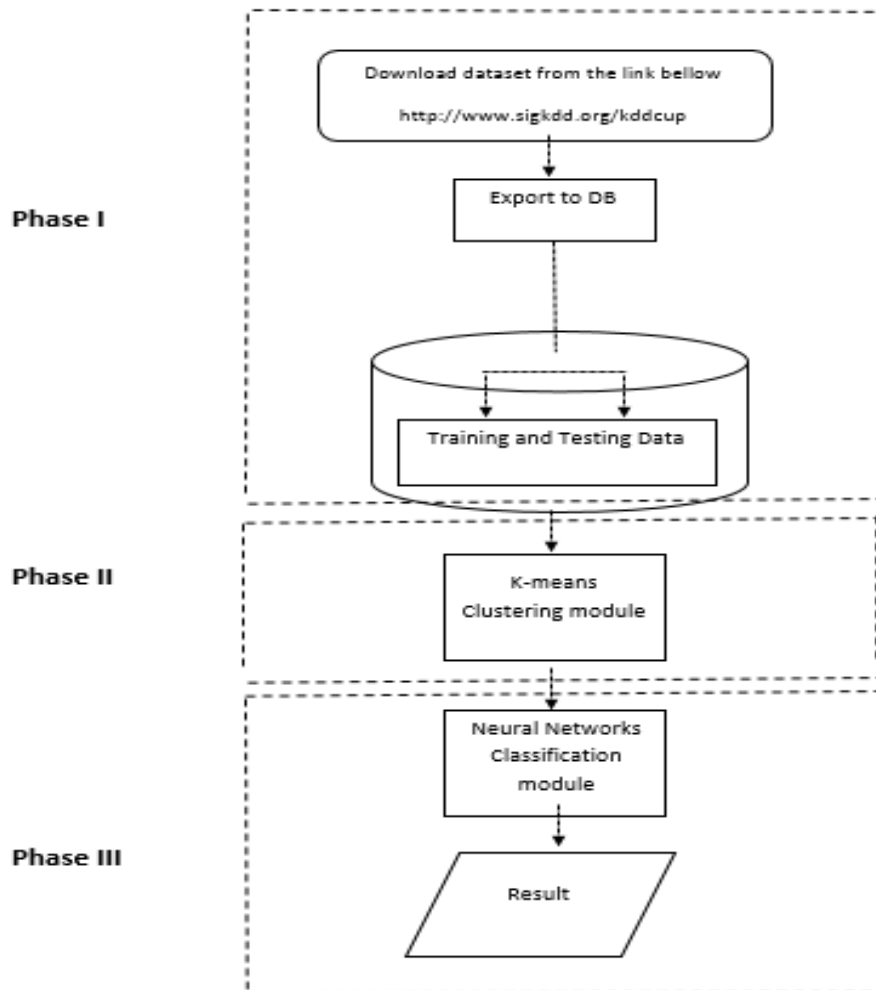 Download dataset from the link bellow
http://www.sigkdd.org/kddcup
Export to DB
Phase I
Training and Testing Data
Phase II
K-means
Clustering module
Neural Networks
Classification
module
Phase III
Result